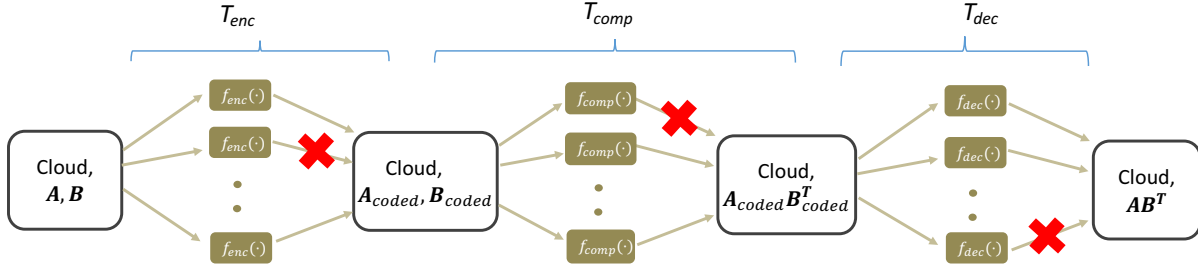 T_enc
T_comp
T_dec
f_enc(·)
f_enc(·)
f_enc(·)
f_comp(·)
f_comp(·)
f_comp(·)
f_dec(·)
f_dec(·)
f_dec(·)
Cloud,
A, B
Cloud,
A_coded, B_coded
Cloud,
A_coded B^T_coded
Cloud,
AB^T